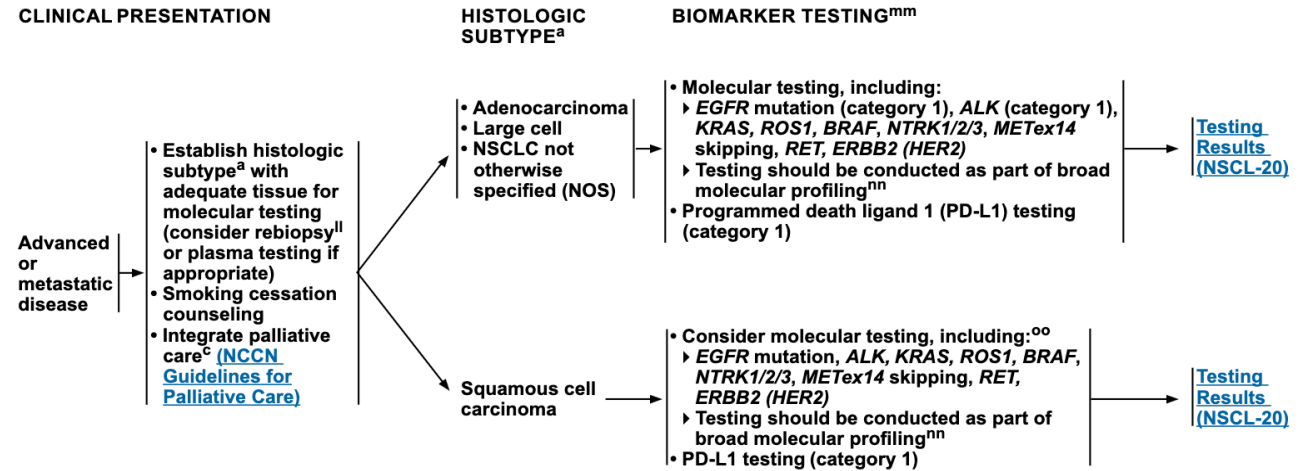 CLINICAL PRESENTATION
HISTOLOGIC
SUBTYPEᵃ
BIOMARKER TESTINGᵐᵐ
Advanced
or
metastatic
disease
• Establish histologic
subtypeᵃ with
adequate tissue for
molecular testing
(consider rebiopsyˡˡ
or plasma testing if
appropriate)
• Smoking cessation
counseling
• Integrate palliative
careᶜ (NCCN
Guidelines for
Palliative Care)
• Adenocarcinoma
• Large cell
• NSCLC not
otherwise
specified (NOS)
• Molecular testing, including:
▸ EGFR mutation (category 1), ALK (category 1),
KRAS, ROS1, BRAF, NTRK1/2/3, METex14
skipping, RET, ERBB2 (HER2)
▸ Testing should be conducted as part of broad
molecular profilingⁿⁿ
• Programmed death ligand 1 (PD-L1) testing
(category 1)
Testing
Results
(NSCL-20)
Squamous cell
carcinoma
• Consider molecular testing, including:ᵒᵒ
▸ EGFR mutation, ALK, KRAS, ROS1, BRAF,
NTRK1/2/3, METex14 skipping, RET,
ERBB2 (HER2)
▸ Testing should be conducted as part of
broad molecular profilingⁿⁿ
• PD-L1 testing (category 1)
Testing
Results
(NSCL-20)